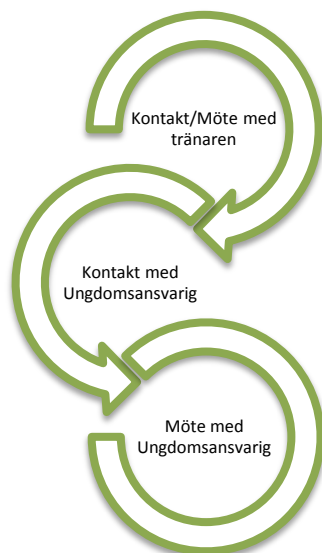 Kontakt/Möte med
tränaren
Kontakt med
Ungdomsansvarig
Möte med
Ungdomsansvarig